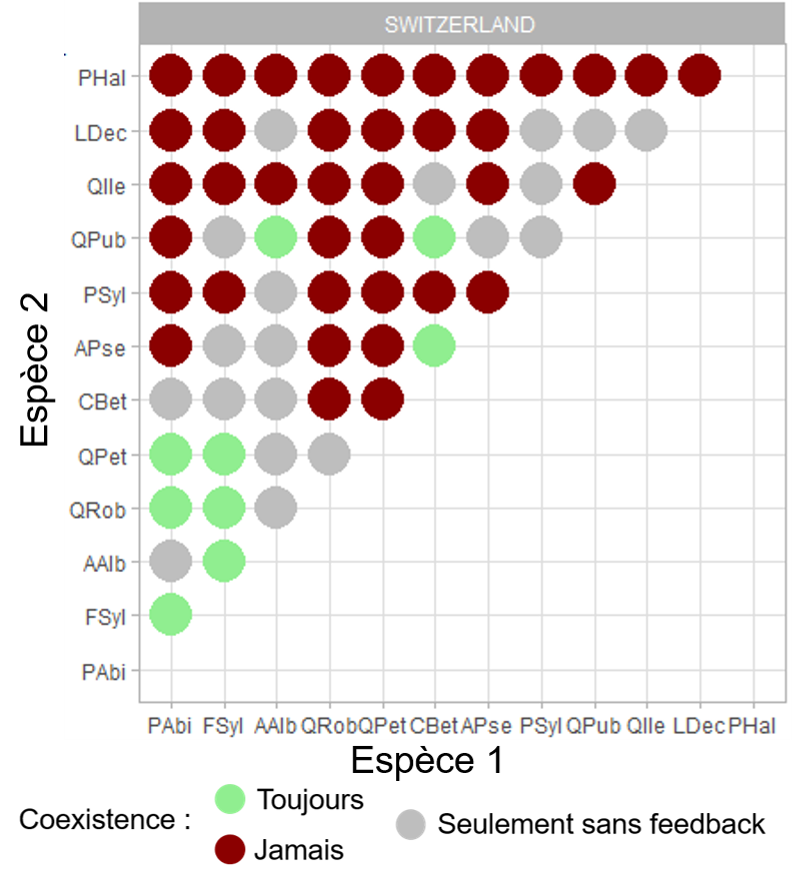 SWITZERLAND
PHal
LDec
QIle
QPub
PSyl
APse
CBet
QPet
QRob
AAlb
FSyl
PAbi
Espèce 2
PAbi FSyl AAlb QRob QPet CBet APse PSyl QPub QIle LDec PHal
Espèce 1
Coexistence :
Toujours
Jamais
Seulement sans feedback